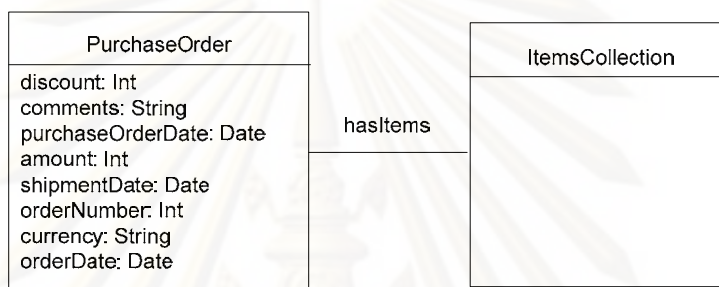 PurchaseOrder
discount: Int
comments: String
purchaseOrderDate: Date
amount: Int
shipmentDate: Date
orderNumber: Int
currency: String
orderDate: Date
hasItems
ItemsCollection